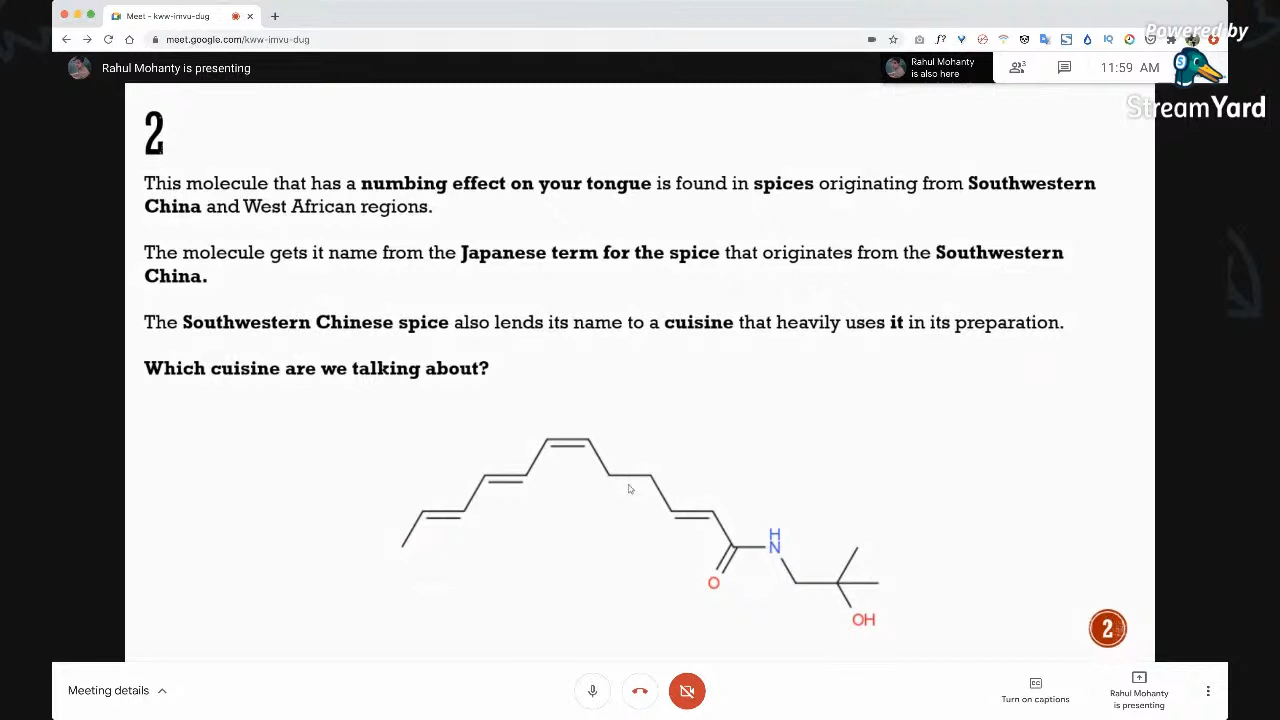 Meet - kww-imvu-dug
meet.google.com/kww-imvu-dug
Powered by
StreamYard
Rahul Mohanty is presenting
Rahul Mohanty
is also here
3
11:59 AM
2
This molecule that has a numbing effect on your tongue is found in spices originating from Southwestern
China and West African regions.
The molecule gets it name from the Japanese term for the spice that originates from the Southwestern
China.
The Southwestern Chinese spice also lends its name to a cuisine that heavily uses it in its preparation.
Which cuisine are we talking about?
H
N
O
OH
2
Meeting details
Turn on captions
Rahul Mohanty
is presenting